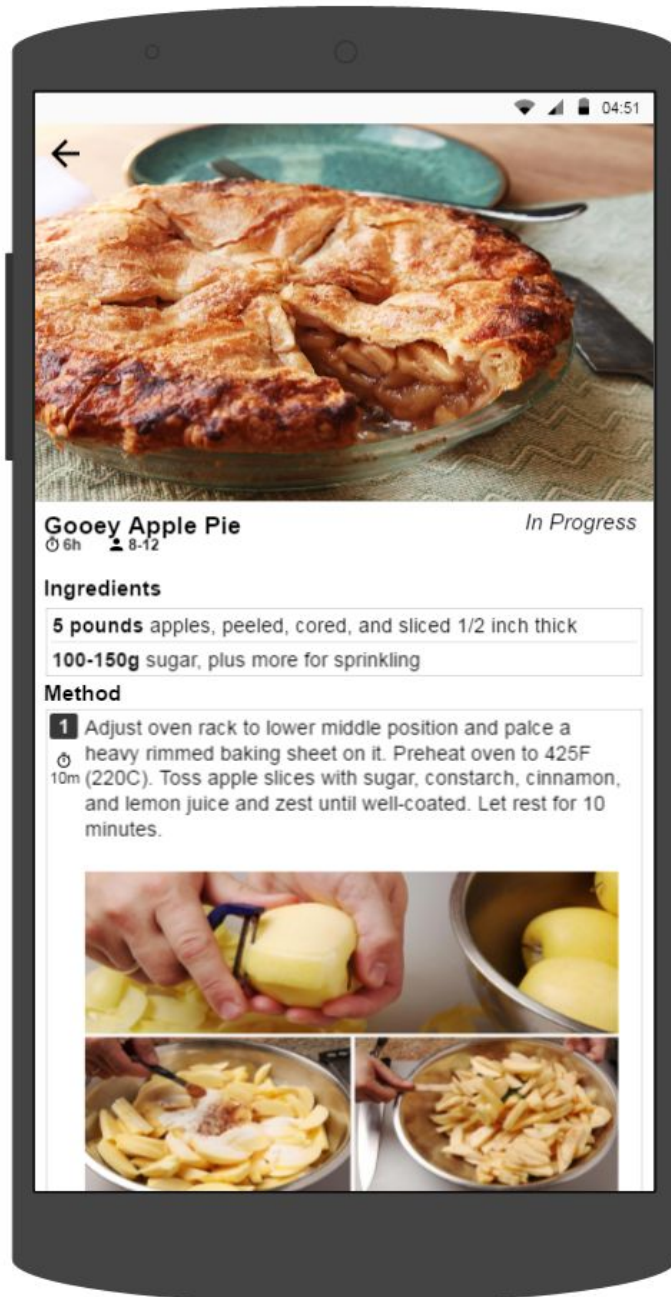 04:51
Gooey Apple Pie
In Progress
6h 8-12
Ingredients
5 pounds apples, peeled, cored, and sliced 1/2 inch thick
100-150g sugar, plus more for sprinkling
Method
1 Adjust oven rack to lower middle position and palce a
heavy rimmed baking sheet on it. Preheat oven to 425F
10m (220C). Toss apple slices with sugar, constarch, cinnamon,
and lemon juice and zest until well-coated. Let rest for 10
minutes.